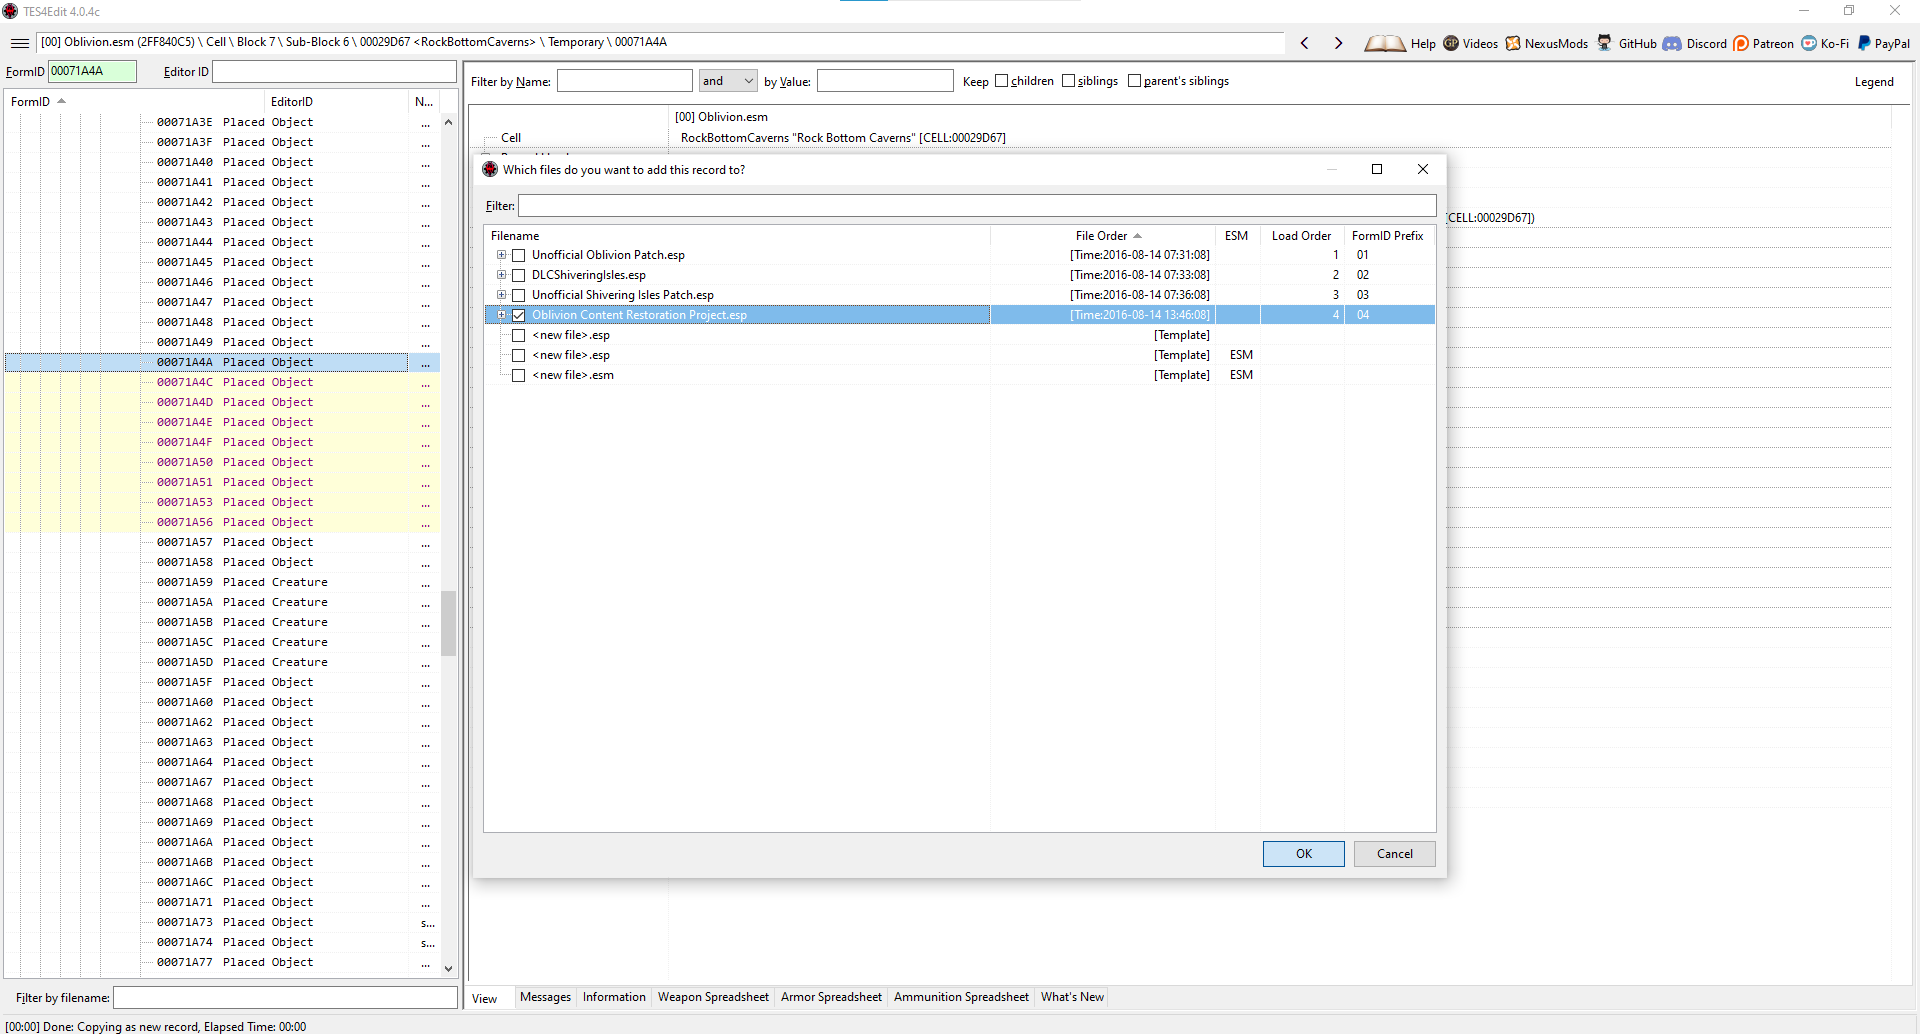 TES4Edit 4.0.4c
[00] Oblivion.esm (2FF840C5) \ Cell \ Block 7 \ Sub-Block 6 \ 00029D67 <RockBottomCaverns> \ Temporary \ 00071A4A
Help Videos NexusMods GitHub Discord Patreon Ko-Fi PayPal
FormID 00071A4A Editor ID
Filter by Name: and by Value: Keep children siblings parent's siblings Legend
FormID EditorID N...
[00] Oblivion.esm
Cell RockBottomCaverns "Rock Bottom Caverns" [CELL:00029D67]
[CELL:00029D67])
00071A3E Placed Object ...
00071A3F Placed Object ...
00071A40 Placed Object ...
00071A41 Placed Object ...
00071A42 Placed Object ...
00071A43 Placed Object ...
00071A44 Placed Object ...
00071A45 Placed Object ...
00071A46 Placed Object ...
00071A47 Placed Object ...
00071A48 Placed Object ...
00071A49 Placed Object ...
00071A4A Placed Object ...
00071A4C Placed Object ...
00071A4D Placed Object ...
00071A4E Placed Object ...
00071A4F Placed Object ...
00071A50 Placed Object ...
00071A51 Placed Object ...
00071A53 Placed Object ...
00071A56 Placed Object ...
00071A57 Placed Object ...
00071A58 Placed Object ...
00071A59 Placed Creature ...
00071A5A Placed Creature ...
00071A5B Placed Creature ...
00071A5C Placed Creature ...
00071A5D Placed Creature ...
00071A5F Placed Object ...
00071A60 Placed Object ...
00071A62 Placed Object ...
00071A63 Placed Object ...
00071A64 Placed Object ...
00071A67 Placed Object ...
00071A68 Placed Object ...
00071A69 Placed Object ...
00071A6A Placed Object ...
00071A6B Placed Object ...
00071A6C Placed Object ...
00071A71 Placed Object ...
00071A73 Placed Object s...
00071A74 Placed Object s...
00071A77 Placed Object ...
Which files do you want to add this record to?
Filter:
Filename File Order ESM Load Order FormID Prefix
Unofficial Oblivion Patch.esp [Time:2016-08-14 07:31:08] 1 01
DLCShiveringIsles.esp [Time:2016-08-14 07:33:08] 2 02
Unofficial Shivering Isles Patch.esp [Time:2016-08-14 07:36:08] 3 03
Oblivion Content Restoration Project.esp [Time:2016-08-14 13:46:08] 4 04
<new file>.esp [Template]
<new file>.esp [Template] ESM
<new file>.esm [Template] ESM
OK Cancel
Filter by filename:
View Messages Information Weapon Spreadsheet Armor Spreadsheet Ammunition Spreadsheet What's New
[00:00] Done: Copying as new record, Elapsed Time: 00:00